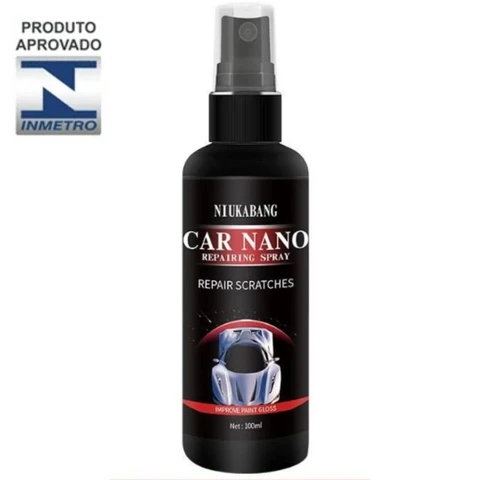 PRODUTO
APROVADO
N
INMETRO
NIUKABANG
CAR NANO
REPAIRING SPRAY
REPAIR SCRATCHES
IMPROVE PAINT GLOSS
Net : 100ml